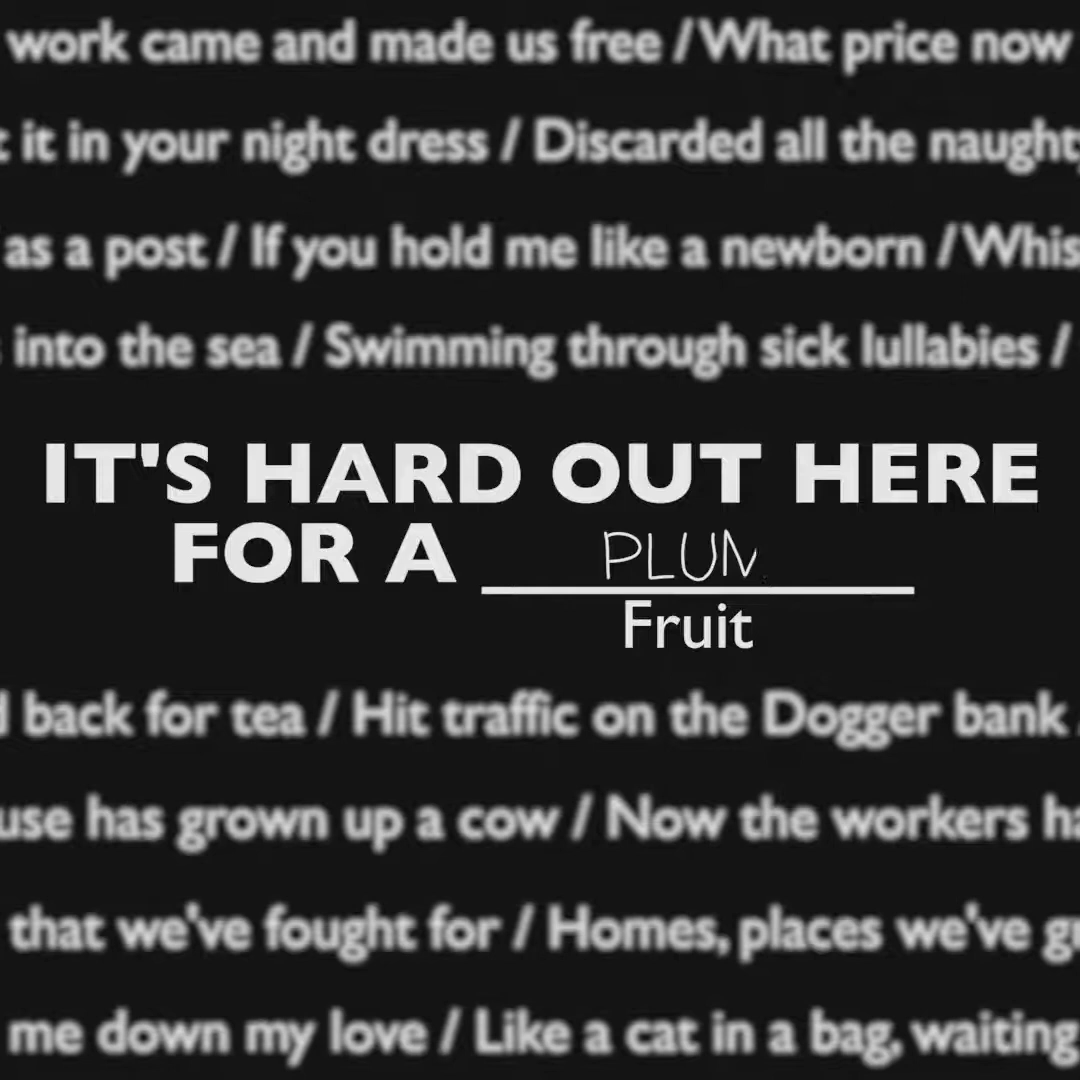 work came and made us free / What price now
t it in your night dress / Discarded all the naughty
as a post / If you hold me like a newborn / Whis
into the sea / Swimming through sick lullabies /
IT'S HARD OUT HERE
FOR A PLUM
Fruit
d back for tea / Hit traffic on the Dogger bank /
use has grown up a cow / Now the workers ha
that we've fought for / Homes, places we've gr
me down my love / Like a cat in a bag, waiting